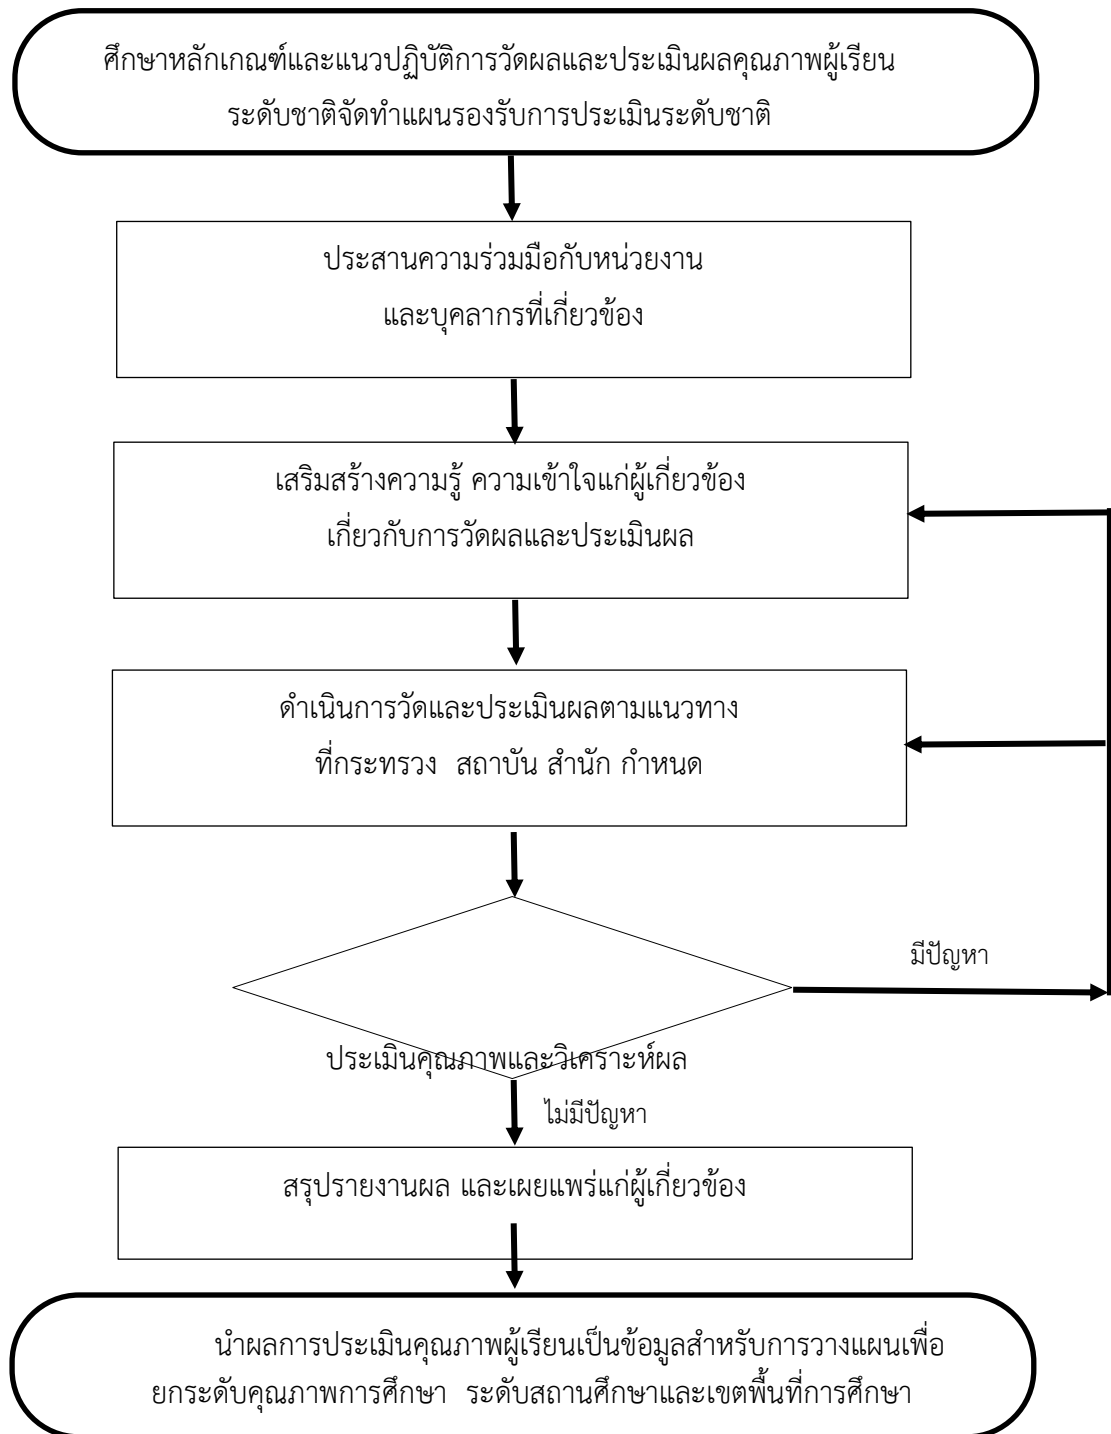 ศึกษาหลักเกณฑ์และแนวปฏิบัติการวัดผลและประเมินผลคุณภาพผู้เรียน
ระดับชาติจัดทำแผนรองรับการประเมินระดับชาติ
ประสานความร่วมมือกับหน่วยงาน
และบุคลากรที่เกี่ยวข้อง
เสริมสร้างความรู้ ความเข้าใจแก่ผู้เกี่ยวข้อง
เกี่ยวกับการวัดผลและประเมินผล
ดำเนินการวัดและประเมินผลตามแนวทาง
ที่กระทรวง สถาบัน สำนัก กำหนด
มีปัญหา
ประเมินคุณภาพและวิเคราะห์ผล
ไม่มีปัญหา
สรุปรายงานผล และเผยแพร่แก่ผู้เกี่ยวข้อง
นำผลการประเมินคุณภาพผู้เรียนเป็นข้อมูลสำหรับการวางแผนเพื่อ
ยกระดับคุณภาพการศึกษา ระดับสถานศึกษาและเขตพื้นที่การศึกษา